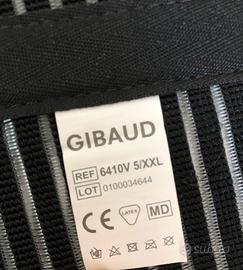 GIBAUD
REF 6410V 5/XXL
LOT 0100034644
CE LATEX MD
subito